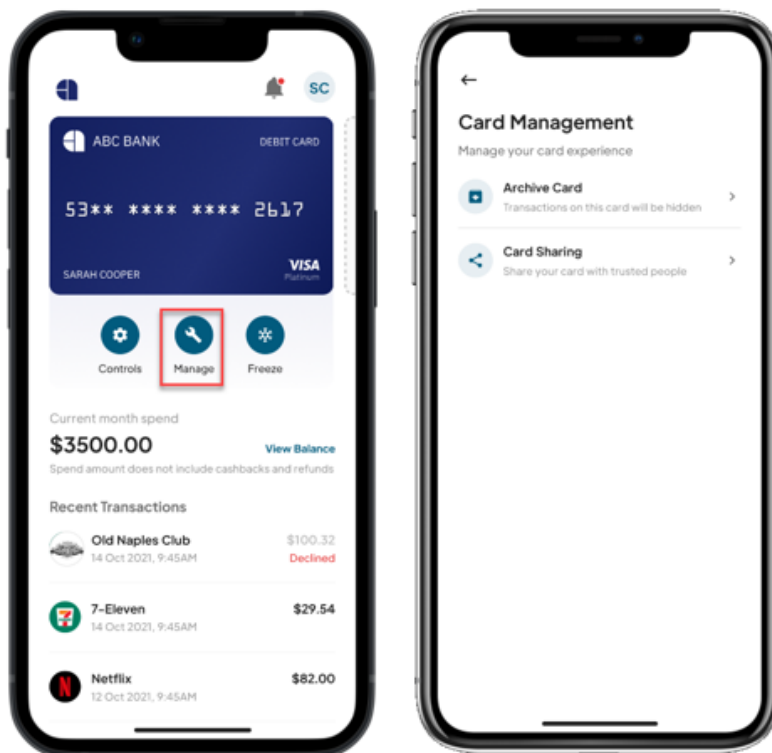 SC
ABC BANK
DEBIT CARD
53** **** **** 2617
SARAH COOPER
VISA
Platinum
Controls
Manage
Freeze
Current month spend
$3500.00
View Balance
Spend amount does not include cashbacks and refunds
Recent Transactions
Old Naples Club
$100.32
14 Oct 2021, 9:45AM
Declined
7-Eleven
$29.54
14 Oct 2021, 9:45AM
Netflix
$82.00
12 Oct 2021, 9:45AM
Card Management
Manage your card experience
Archive Card
Transactions on this card will be hidden
Card Sharing
Share your card with trusted people